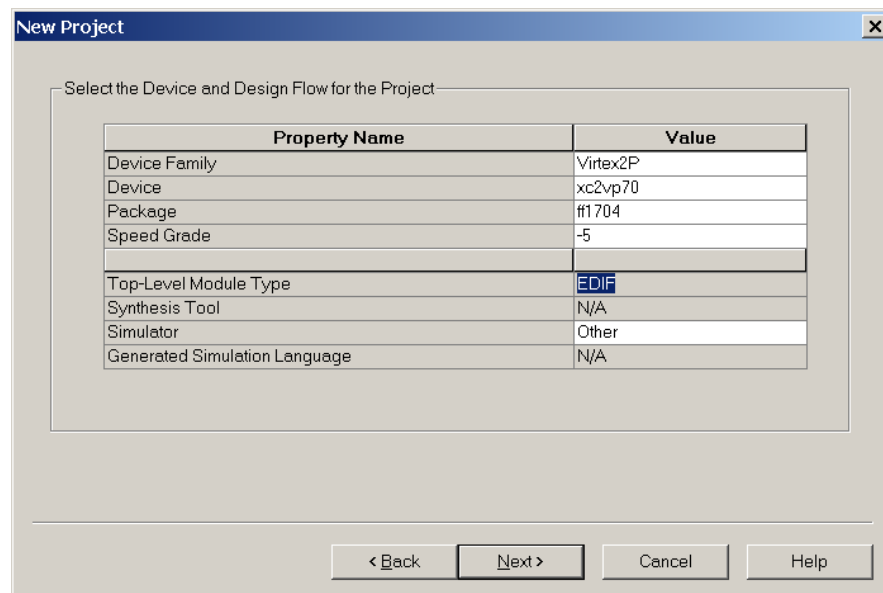 New Project
Select the Device and Design Flow for the Project
Property Name Value
Device Family Virtex2P
Device xc2vp70
Package ff1704
Speed Grade -5
Top-Level Module Type EDIF
Synthesis Tool N/A
Simulator Other
Generated Simulation Language N/A
< Back Next > Cancel Help